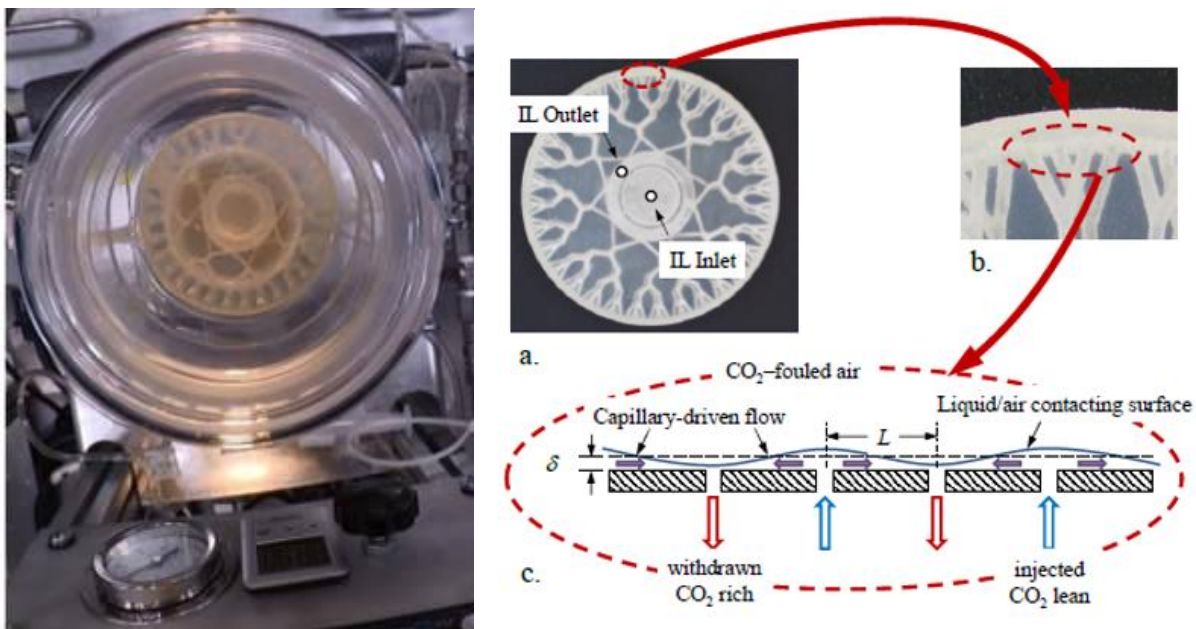 IL Outlet
IL Inlet
a.
b.
CO₂–fouled air
Capillary-driven flow
Liquid/air contacting surface
L
δ
withdrawn
CO₂ rich
injected
CO₂ lean
c.